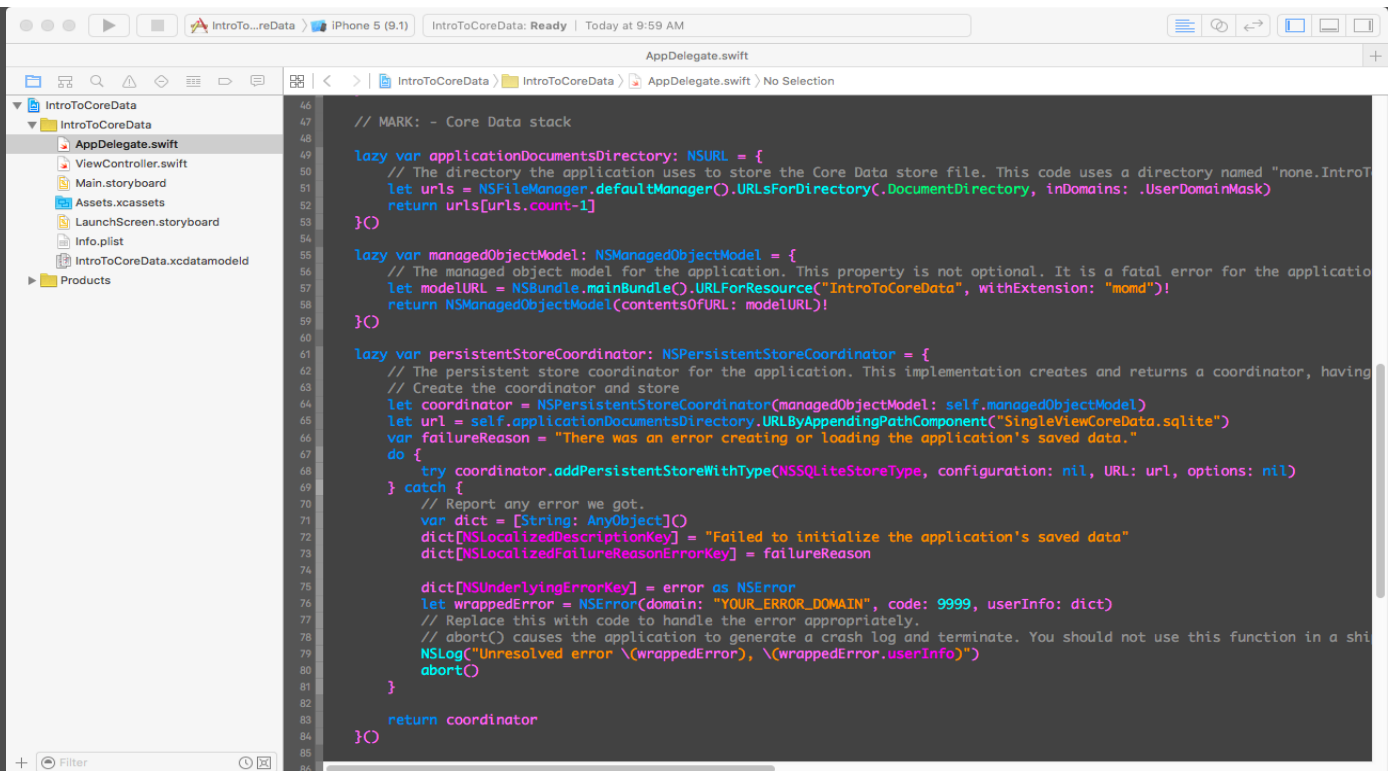 IntroTo...reData
iPhone 5 (9.1)
IntroToCoreData: Ready | Today at 9:59 AM
AppDelegate.swift
IntroToCoreData
IntroToCoreData
AppDelegate.swift
No Selection
IntroToCoreData
IntroToCoreData
AppDelegate.swift
ViewController.swift
Main.storyboard
Assets.xcassets
LaunchScreen.storyboard
Info.plist
IntroToCoreData.xcdatamodeld
Products
Filter
46
47 // MARK: - Core Data stack
48
49 lazy var applicationDocumentsDirectory: NSURL = {
50 // The directory the application uses to store the Core Data store file. This code uses a directory named "none.IntroT
51 let urls = NSFileManager.defaultManager().URLsForDirectory(.DocumentDirectory, inDomains: .UserDomainMask)
52 return urls[urls.count-1]
53 }()
54
55 lazy var managedObjectModel: NSManagedObjectModel = {
56 // The managed object model for the application. This property is not optional. It is a fatal error for the applicatio
57 let modelURL = NSBundle.mainBundle().URLForResource("IntroToCoreData", withExtension: "momd")!
58 return NSManagedObjectModel(contentsOfURL: modelURL)!
59 }()
60
61 lazy var persistentStoreCoordinator: NSPersistentStoreCoordinator = {
62 // The persistent store coordinator for the application. This implementation creates and returns a coordinator, having
63 // Create the coordinator and store
64 let coordinator = NSPersistentStoreCoordinator(managedObjectModel: self.managedObjectModel)
65 let url = self.applicationDocumentsDirectory.URLByAppendingPathComponent("SingleViewCoreData.sqlite")
66 var failureReason = "There was an error creating or loading the application's saved data."
67 do {
68 try coordinator.addPersistentStoreWithType(NSSQLiteStoreType, configuration: nil, URL: url, options: nil)
69 } catch {
70 // Report any error we got.
71 var dict = [String: AnyObject]()
72 dict[NSLocalizedDescriptionKey] = "Failed to initialize the application's saved data"
73 dict[NSLocalizedFailureReasonErrorKey] = failureReason
74
75 dict[NSUnderlyingErrorKey] = error as NSError
76 let wrappedError = NSError(domain: "YOUR_ERROR_DOMAIN", code: 9999, userInfo: dict)
77 // Replace this with code to handle the error appropriately.
78 // abort() causes the application to generate a crash log and terminate. You should not use this function in a shi
79 NSLog("Unresolved error \(wrappedError), \(wrappedError.userInfo)")
80 abort()
81 }
82
83 return coordinator
84 }()
85
86